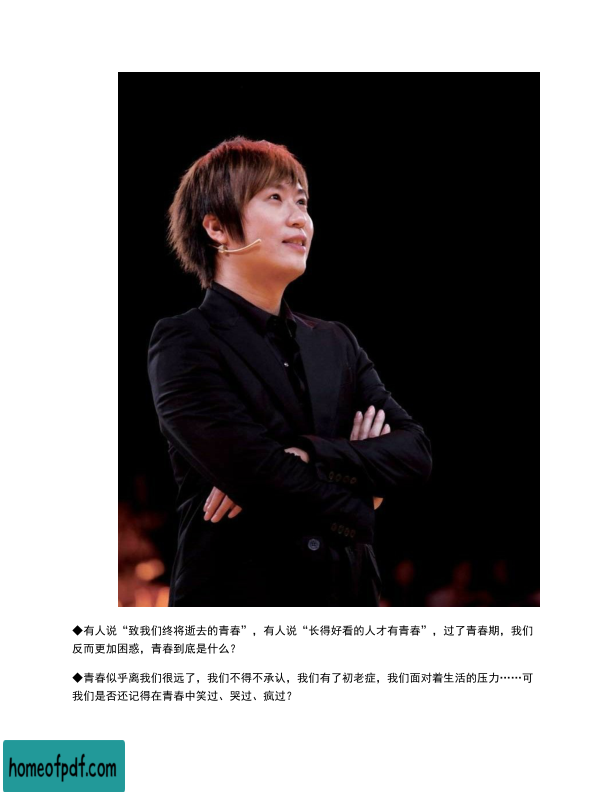 ◆有人说“致我们终将逝去的青春”，有人说“长得好看的人才有青春”，过了青春期，我们
反而更加困惑，青春到底是什么？
◆青春似乎离我们很远了，我们不得不承认，我们有了初老症，我们面对着生活的压力……可
我们是否还记得在青春中笑过、哭过、疯过？
homeofpdf.com